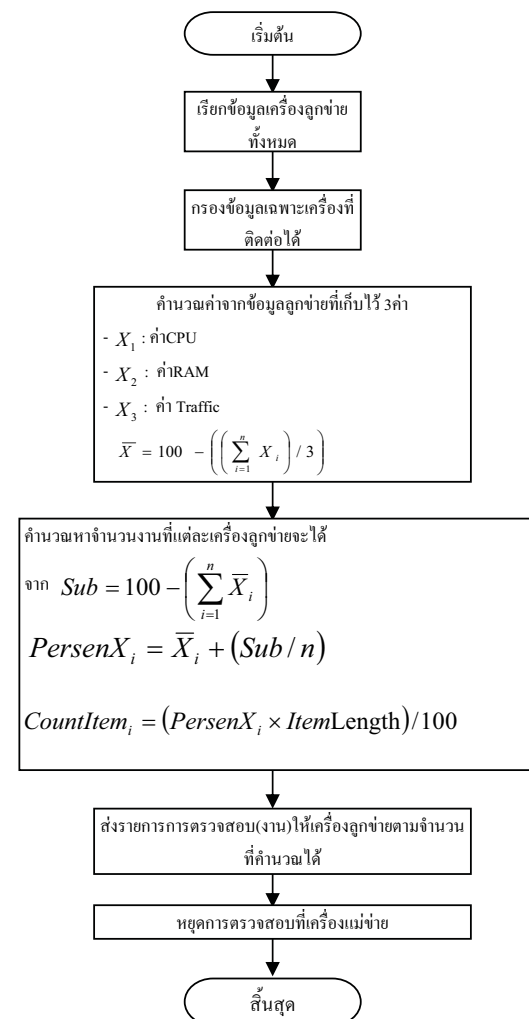 เริ่มต้น
เรียกข้อมูลเครื่องลูกข่าย
ทั้งหมด
กรองข้อมูลเฉพาะเครื่องที่
ติดต่อได้
คำนวณค่าจากข้อมูลลูกข่ายที่เก็บไว้ 3ค่า
- X₁ : ค่าCPU
- X₂ : ค่าRAM
- X₃ : ค่า Traffic
X̅ = 100 − ((∑ᵢ₌₁ⁿ Xᵢ) / 3)
คำนวณหาจำนวนงานที่แต่ละเครื่องลูกข่ายจะได้
จาก Sub = 100 − (∑ᵢ₌₁ⁿ X̅ᵢ)
PersenXᵢ = X̅ᵢ + (Sub / n)
CountItemᵢ = (PersenXᵢ × ItemLength)/100
ส่งรายการการตรวจสอบ(งาน)ให้เครื่องลูกข่ายตามจำนวน
ที่คำนวณได้
หยุดการตรวจสอบที่เครื่องแม่ข่าย
สิ้นสุด